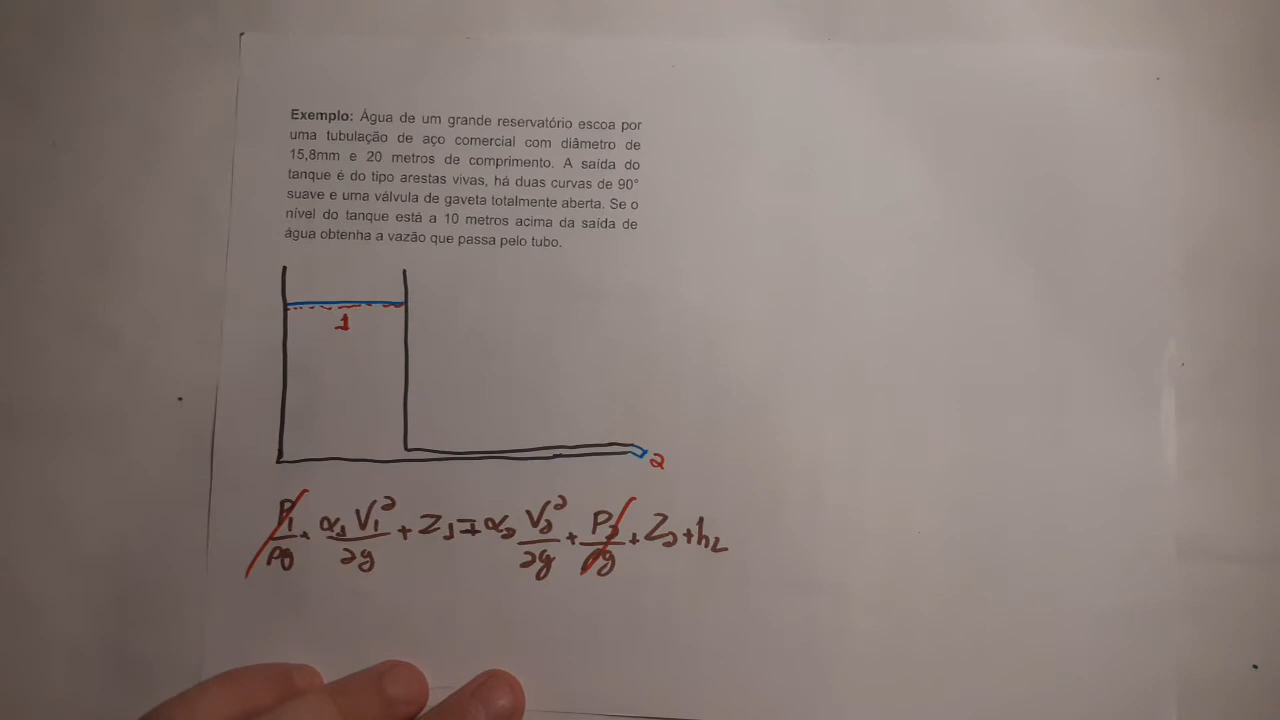 Exemplo: Água de um grande reservatório escoa por
uma tubulação de aço comercial com diâmetro de
15,8mm e 20 metros de comprimento. A saída do
tanque é do tipo arestas vivas, há duas curvas de 90°
suave e uma válvula de gaveta totalmente aberta. Se o
nível do tanque está a 10 metros acima da saída de
água obtenha a vazão que passa pelo tubo.
1
2
P₁/ρg + α₁V₁²/2g + Z₁ = α₂ V₂²/2g + P₂/ρg + Z₂ + hL